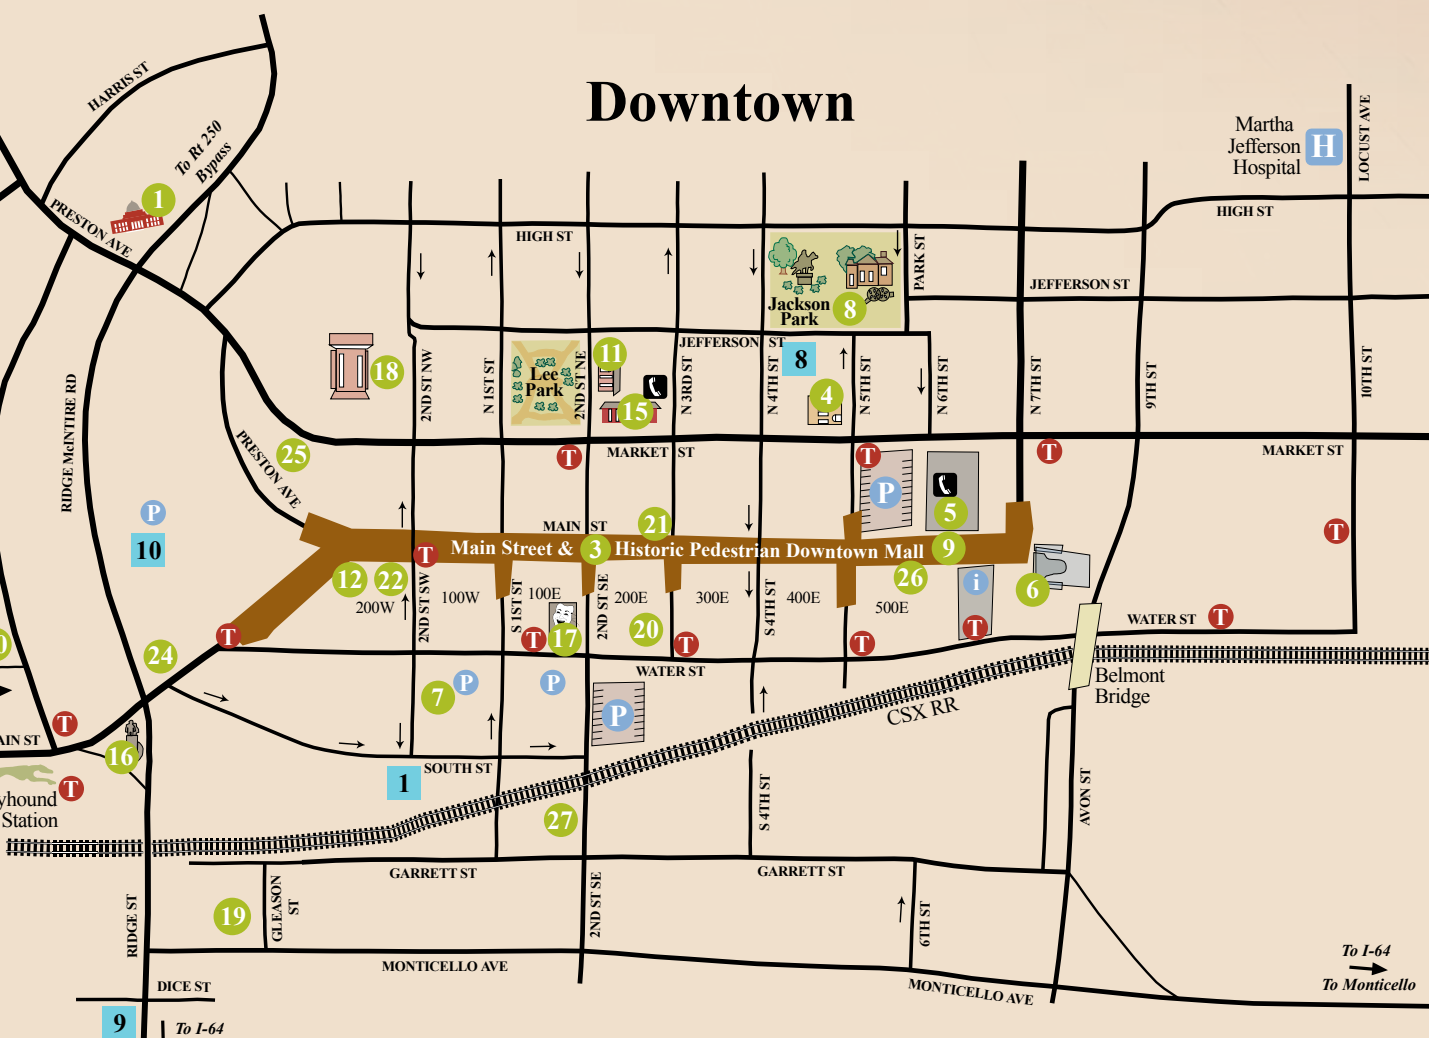 Downtown
HARRIS ST
To Rt 250
Bypass
1
PRESTON AVE
Martha
Jefferson
Hospital
H
LOCUST AVE
HIGH ST
HIGH ST
PARK ST
JEFFERSON ST
Jackson
Park
8
JEFFERSON ST
8
18
2ND ST NW
N 1ST ST
Lee
Park
2ND ST NE
11
15
N 3RD ST
N 4TH ST
4
N 5TH ST
N 6TH ST
N 7TH ST
9TH ST
10TH ST
RIDGE McINTIRE RD
PRESTON AVE
25
T
MARKET ST
T
P
5
T
MARKET ST
P
10
MAIN ST
21
T
Main Street &
3
Historic Pedestrian Downtown Mall
9
T
12
22
200W
2ND ST SW
100W
S 1ST ST
100E
2ND ST SE
200E
300E
S 4TH ST
400E
26
500E
i
6
T
17
T
20
T
T
T
T
WATER ST
T
0
24
WATER ST
7
P
P
P
CSX RR
Belmont
Bridge
AIN ST
T
16
yhound
Station
T
1
SOUTH ST
27
S 4TH ST
AVON ST
GARRETT ST
GARRETT ST
RIDGE ST
19
GLEASON
ST
2ND ST SE
6TH ST
MONTICELLO AVE
MONTICELLO AVE
DICE ST
9
To I-64
To I-64
To Monticello